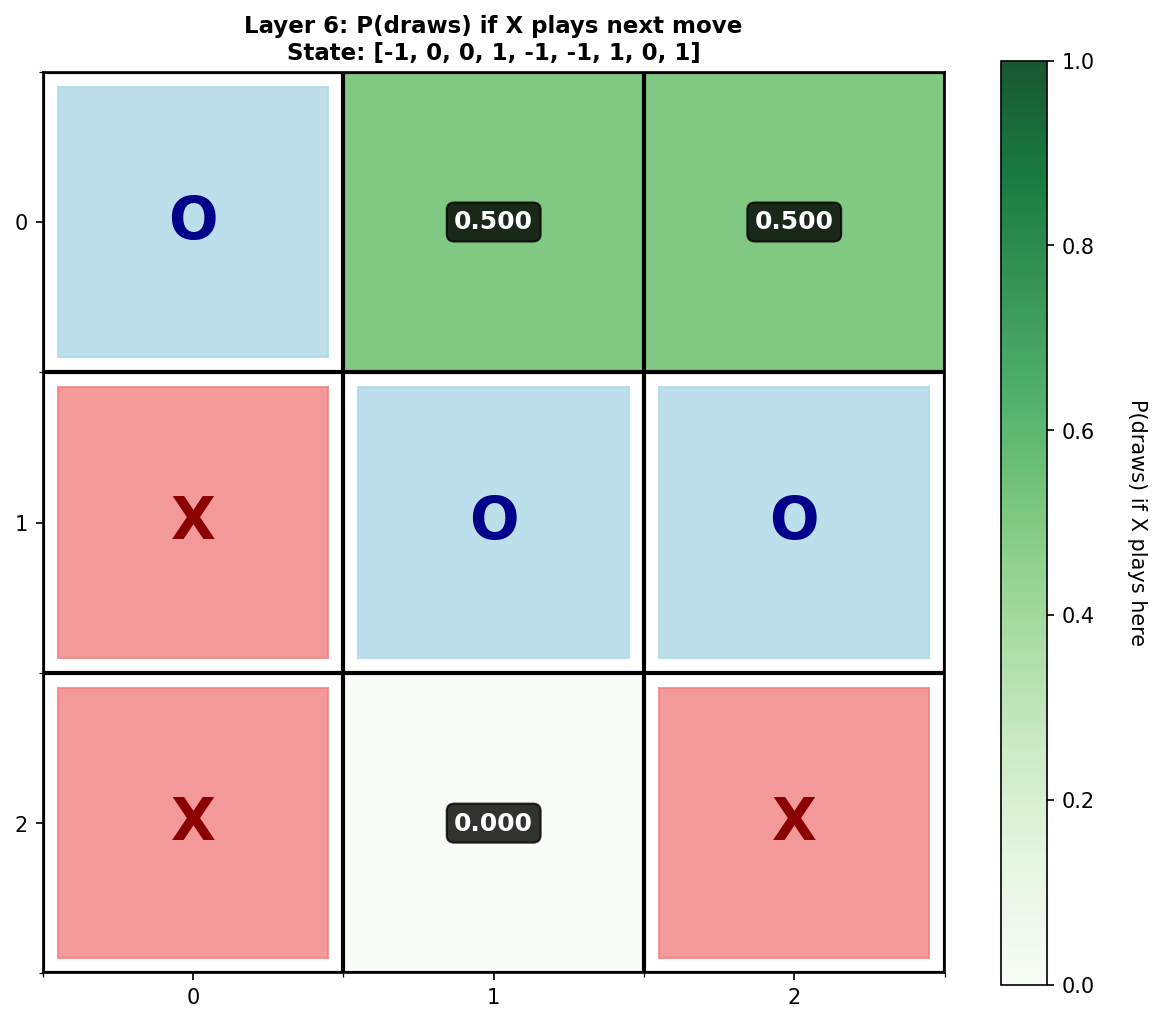 Layer 6: P(draws) if X plays next move
State: [-1, 0, 0, 1, -1, -1, 1, 0, 1]
0
O
0.500
0.500
1
X
O
O
2
X
0.000
X
0
1
2
1.0
0.8
0.6
0.4
0.2
0.0
P(draws) if X plays here